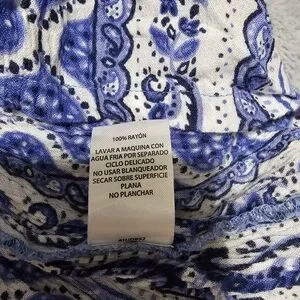 100% RAYÓN
LAVAR A MAQUINA CON
AGUA FRIA POR SEPARADO
CICLO DELICADO
NO USAR BLANQUEADOR
SECAR SOBRE SUPERFICIE
PLANA
NO PLANCHAR